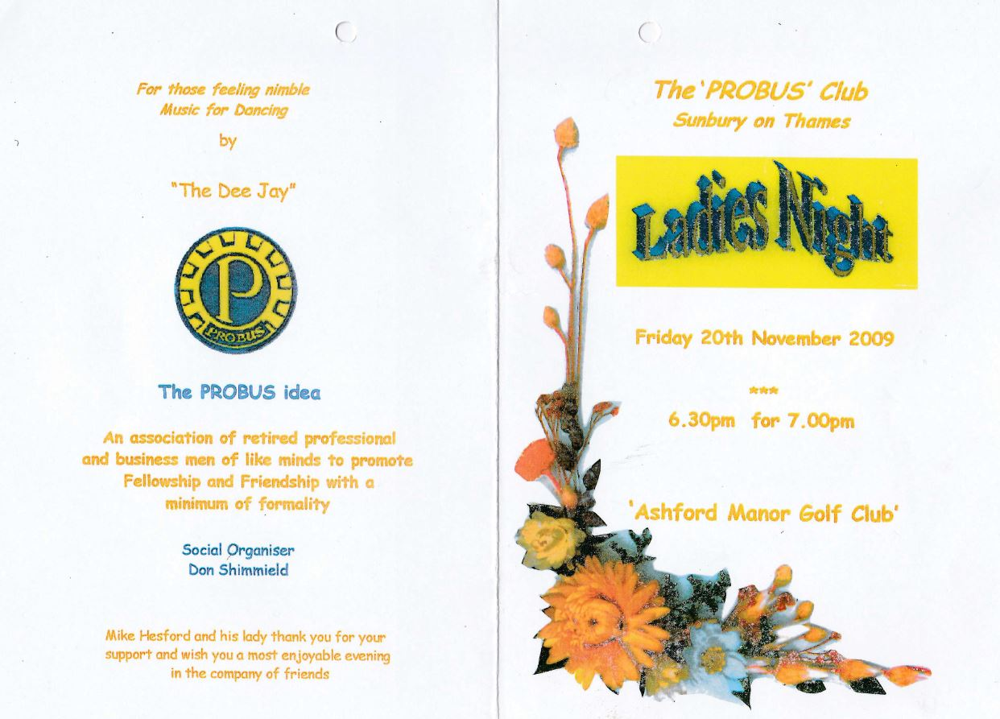 For those feeling nimble
Music for Dancing
by
"The Dee Jay"
P
PROBUS
The PROBUS idea
An association of retired professional
and business men of like minds to promote
Fellowship and Friendship with a
minimum of formality
Social Organiser
Don Shimmield
Mike Hesford and his lady thank you for your
support and wish you a most enjoyable evening
in the company of friends
The 'PROBUS' Club
Sunbury on Thames
Ladies Night
Friday 20th November 2009
***
6.30pm for 7.00pm
'Ashford Manor Golf Club'